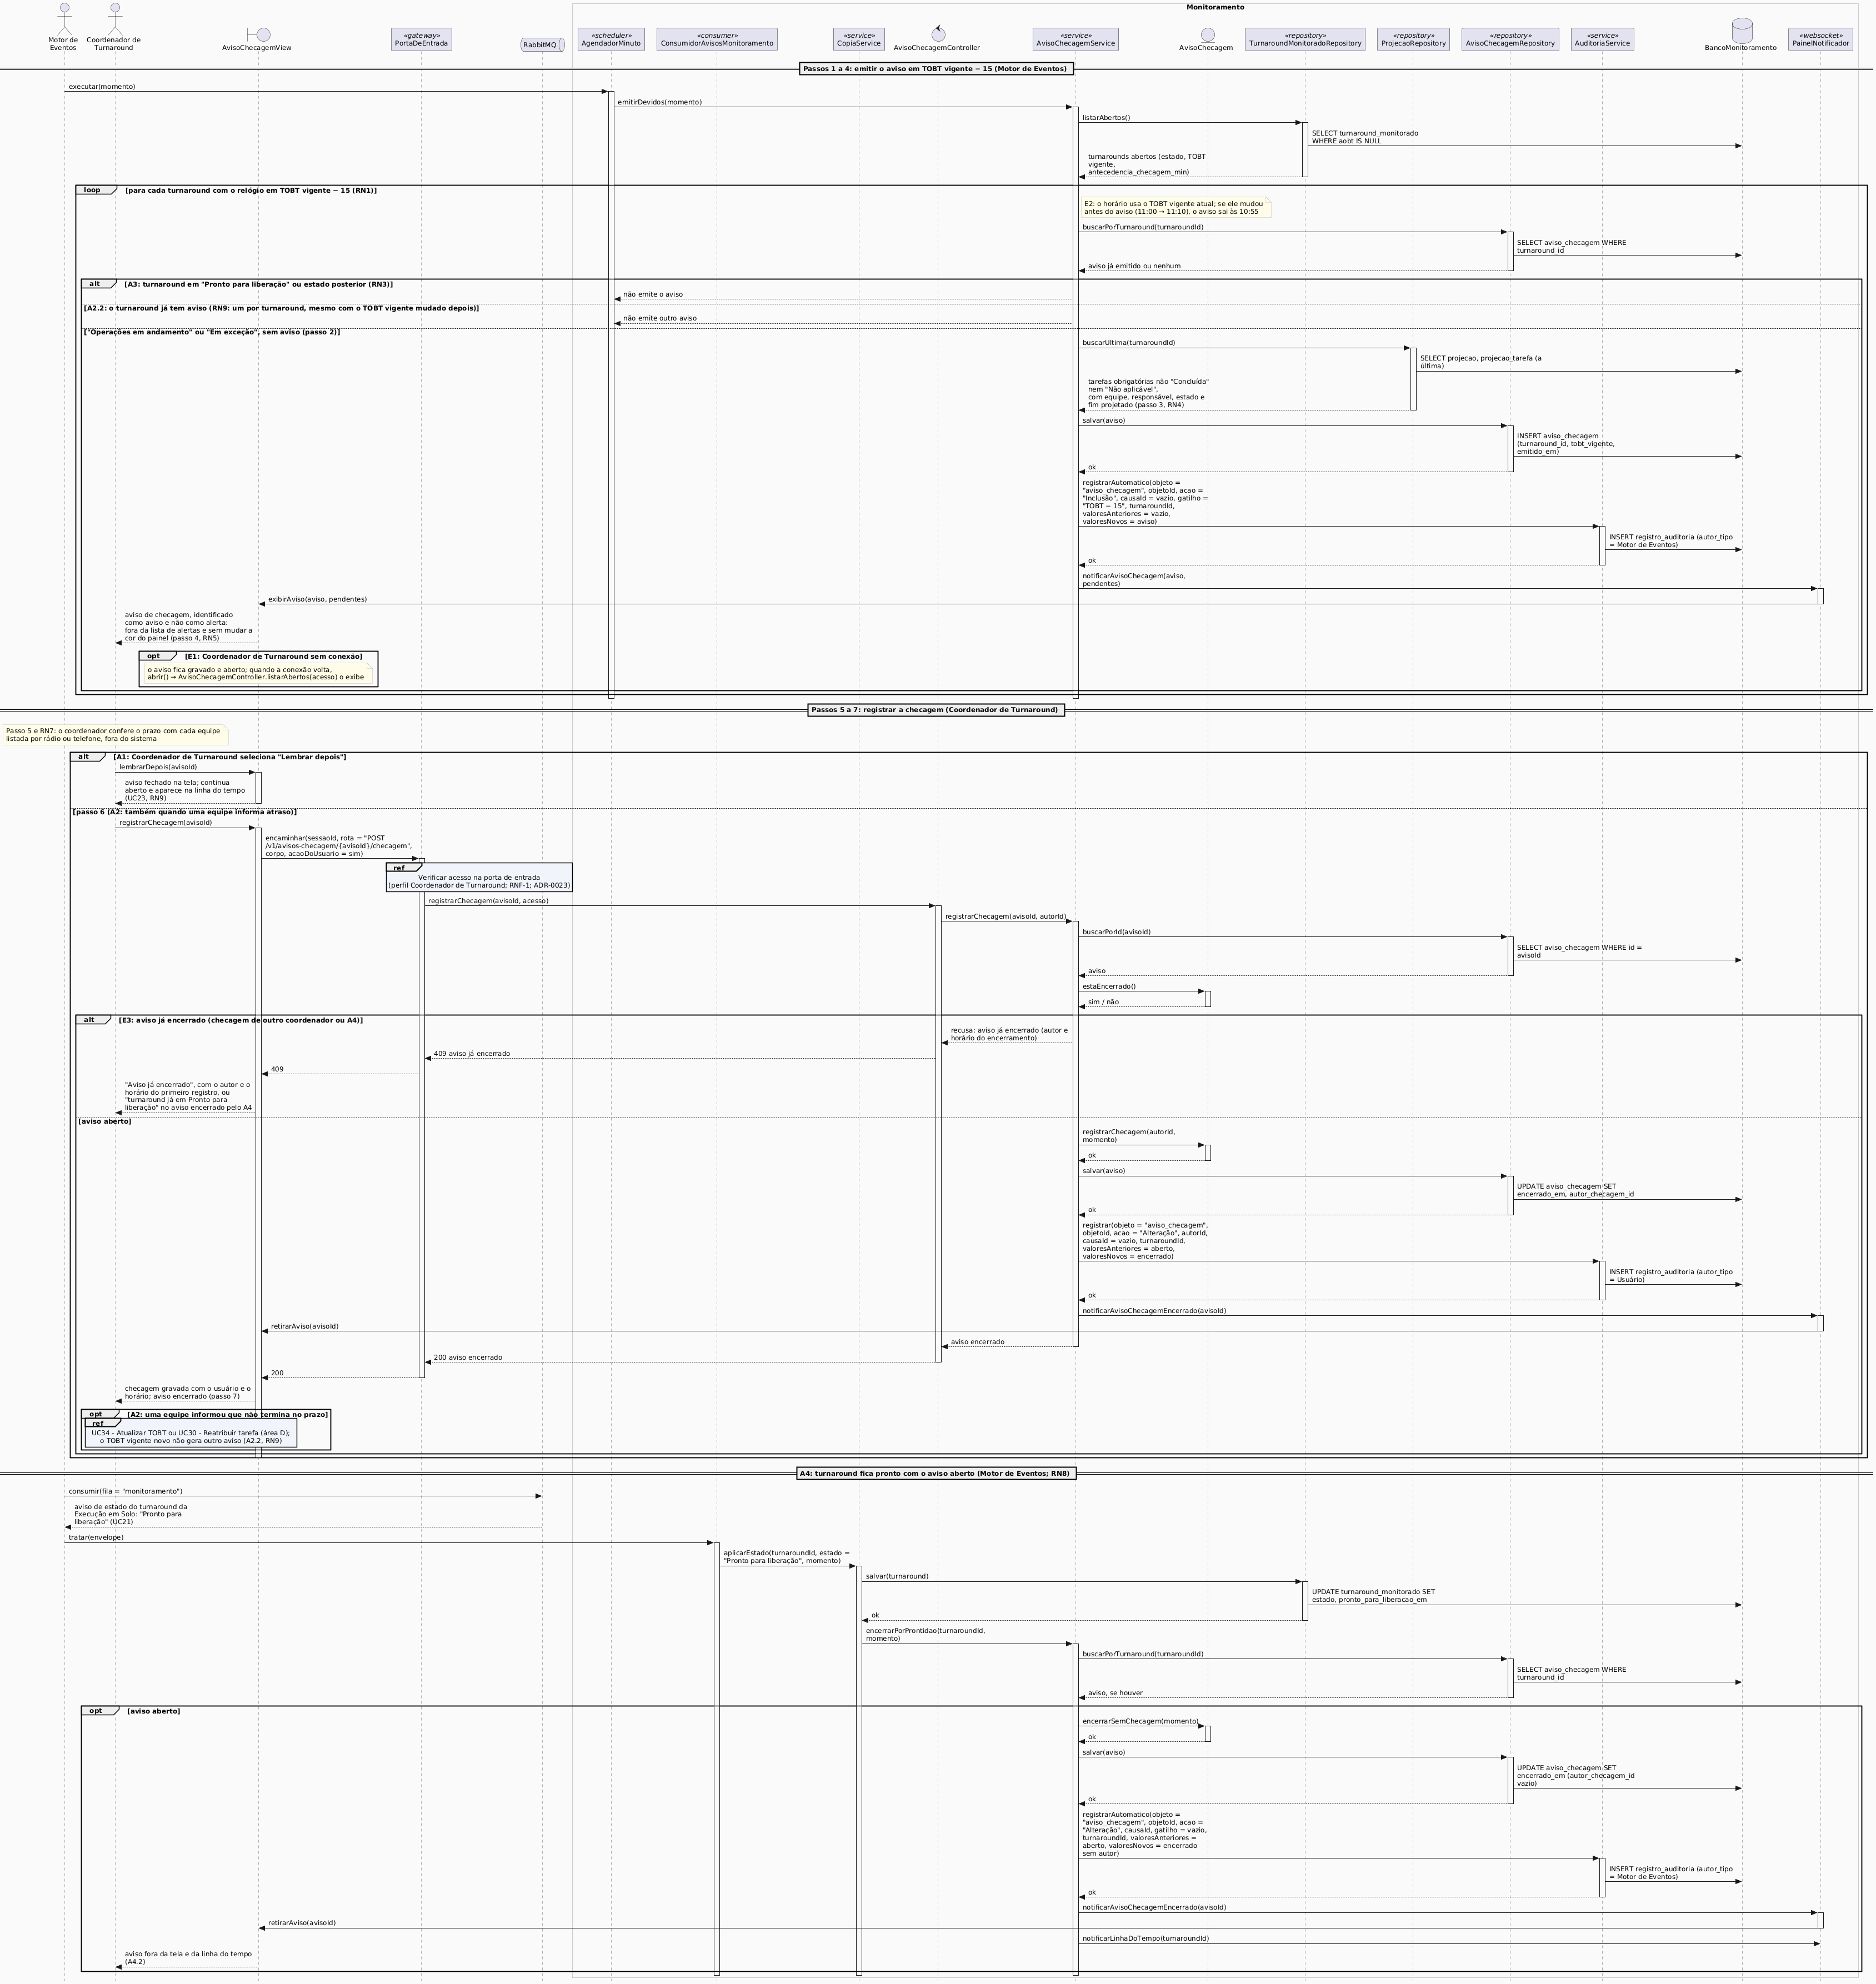 Monitoramento
Motor de
Eventos
Coordenador de
Turnaround
AvisoChecagemView
«gateway»
PortaDeEntrada
RabbitMQ
«scheduler»
AgendadorMinuto
«consumer»
ConsumidorAvisosMonitoramento
«service»
CopiaService
AvisoChecagemController
«service»
AvisoChecagemService
AvisoChecagem
«repository»
TurnaroundMonitoradoRepository
«repository»
ProjecaoRepository
«repository»
AvisoChecagemRepository
«service»
AuditoriaService
BancoMonitoramento
«websocket»
PainelNotificador
Passos 1 a 4: emitir o aviso em TOBT vigente − 15 (Motor de Eventos)
executar(momento)
emitirDevidos(momento)
listarAbertos()
SELECT turnaround_monitorado
WHERE aobt IS NULL
turnarounds abertos (estado, TOBT
vigente,
antecedencia_checagem_min)
loop [para cada turnaround com o relógio em TOBT vigente − 15 (RN1)]
E2: o horário usa o TOBT vigente atual; se ele mudou
antes do aviso (11:00 → 11:10), o aviso sai às 10:55
buscarPorTurnaround(turnaroundId)
SELECT aviso_checagem WHERE
turnaround_id
aviso já emitido ou nenhum
alt [A3: turnaround em "Pronto para liberação" ou estado posterior (RN3)]
não emite o aviso
[A2.2: o turnaround já tem aviso (RN9: um por turnaround, mesmo com o TOBT vigente mudado depois)]
não emite outro aviso
["Operações em andamento" ou "Em exceção", sem aviso (passo 2)]
buscarUltima(turnaroundId)
SELECT projecao, projecao_tarefa (a
última)
tarefas obrigatórias não "Concluída"
nem "Não aplicável",
com equipe, responsável, estado e
fim projetado (passo 3, RN4)
salvar(aviso)
INSERT aviso_checagem
(turnaround_id, tobt_vigente,
emitido_em)
ok
registrarAutomatico(objeto =
"aviso_checagem", objetoId, acao =
"Inclusão", causaId = vazio, gatilho =
"TOBT − 15", turnaroundId,
valoresAnteriores = vazio,
valoresNovos = aviso)
INSERT registro_auditoria (autor_tipo
= Motor de Eventos)
ok
notificarAvisoChecagem(aviso,
pendentes)
exibirAviso(aviso, pendentes)
aviso de checagem, identificado
como aviso e não como alerta:
fora da lista de alertas e sem mudar a
cor do painel (passo 4, RN5)
opt [E1: Coordenador de Turnaround sem conexão]
o aviso fica gravado e aberto; quando a conexão volta,
abrir() → AvisoChecagemController.listarAbertos(acesso) o exibe
Passos 5 a 7: registrar a checagem (Coordenador de Turnaround)
Passo 5 e RN7: o coordenador confere o prazo com cada equipe
listada por rádio ou telefone, fora do sistema
alt [A1: Coordenador de Turnaround seleciona "Lembrar depois"]
lembrarDepois(avisoId)
aviso fechado na tela; continua
aberto e aparece na linha do tempo
(UC23, RN9)
[passo 6 (A2: também quando uma equipe informa atraso)]
registrarChecagem(avisoId)
encaminhar(sessaoId, rota = "POST
/v1/avisos-checagem/{avisoId}/checagem",
corpo, acaoDoUsuario = sim)
ref
Verificar acesso na porta de entrada
(perfil Coordenador de Turnaround; RNF-1; ADR-0023)
registrarChecagem(avisoId, acesso)
registrarChecagem(avisoId, autorId)
buscarPorId(avisoId)
SELECT aviso_checagem WHERE id =
avisoId
aviso
estaEncerrado()
sim / não
alt [E3: aviso já encerrado (checagem de outro coordenador ou A4)]
recusa: aviso já encerrado (autor e
horário do encerramento)
409 aviso já encerrado
409
"Aviso já encerrado", com o autor e o
horário do primeiro registro, ou
"turnaround já em Pronto para
liberação" no aviso encerrado pelo A4
[aviso aberto]
registrarChecagem(autorId,
momento)
ok
salvar(aviso)
UPDATE aviso_checagem SET
encerrado_em, autor_checagem_id
ok
registrar(objeto = "aviso_checagem",
objetoId, acao = "Alteração", autorId,
causaId = vazio, turnaroundId,
valoresAnteriores = aberto,
valoresNovos = encerrado)
INSERT registro_auditoria (autor_tipo
= Usuário)
ok
notificarAvisoChecagemEncerrado(avisoId)
retirarAviso(avisoId)
aviso encerrado
200 aviso encerrado
200
checagem gravada com o usuário e o
horário; aviso encerrado (passo 7)
opt [A2: uma equipe informou que não termina no prazo]
ref
UC34 - Atualizar TOBT ou UC30 - Reatribuir tarefa (área D);
o TOBT vigente novo não gera outro aviso (A2.2, RN9)
A4: turnaround fica pronto com o aviso aberto (Motor de Eventos; RN8)
consumir(fila = "monitoramento")
aviso de estado do turnaround da
Execução em Solo: "Pronto para
liberação" (UC21)
tratar(envelope)
aplicarEstado(turnaroundId, estado =
"Pronto para liberação", momento)
salvar(turnaround)
UPDATE turnaround_monitorado SET
estado, pronto_para_liberacao_em
ok
encerrarPorProntidao(turnaroundId,
momento)
buscarPorTurnaround(turnaroundId)
SELECT aviso_checagem WHERE
turnaround_id
aviso, se houver
opt [aviso aberto]
encerrarSemChecagem(momento)
ok
salvar(aviso)
UPDATE aviso_checagem SET
encerrado_em (autor_checagem_id
vazio)
ok
registrarAutomatico(objeto =
"aviso_checagem", objetoId, acao =
"Alteração", causaId, gatilho = vazio,
turnaroundId, valoresAnteriores =
aberto, valoresNovos = encerrado
sem autor)
INSERT registro_auditoria (autor_tipo
= Motor de Eventos)
ok
notificarAvisoChecagemEncerrado(avisoId)
retirarAviso(avisoId)
notificarLinhaDoTempo(turnaroundId)
aviso fora da tela e da linha do tempo
(A4.2)